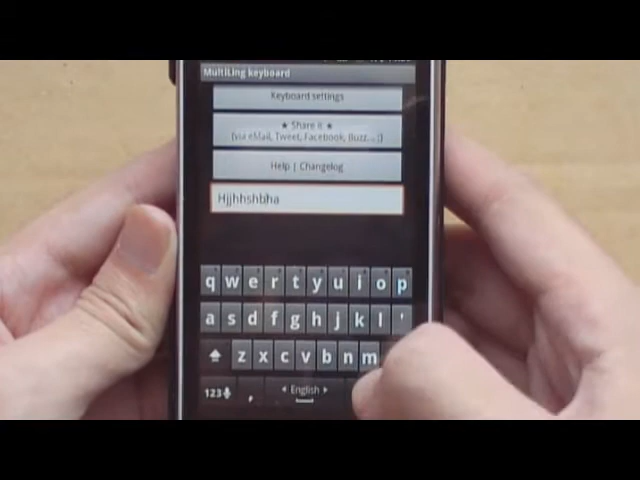 MultiLing keyboard
Keyboard settings
★ Share it ★
(via eMail, Tweet, Facebook, Buzz... :)
Help | Changelog
Hjjhhshbha
q w e r t y u i o p
a s d f g h j k l '
z x c v b n m
123 , English